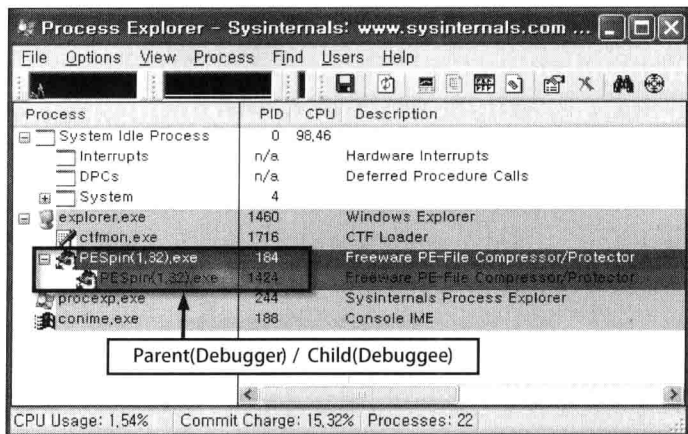 Process Explorer - Sysinternals: www.sysinternals.com ...
File Options View Process Find Users Help
Process PID CPU Description
System Idle Process 0 98,46
Interrupts n/a Hardware Interrupts
DPCs n/a Deferred Procedure Calls
System 4
explorer,exe 1460 Windows Explorer
ctfmon,exe 1716 CTF Loader
PESpin(1,32),exe 184 Freeware PE-File Compressor/Protector
PESpin(1,32),exe 1424 Freeware PE-File Compressor/Protector
procexp,exe 244 Sysinternals Process Explorer
conime,exe 188 Console IME
Parent(Debugger) / Child(Debuggee)
CPU Usage: 1,54% Commit Charge: 15,32% Processes: 22